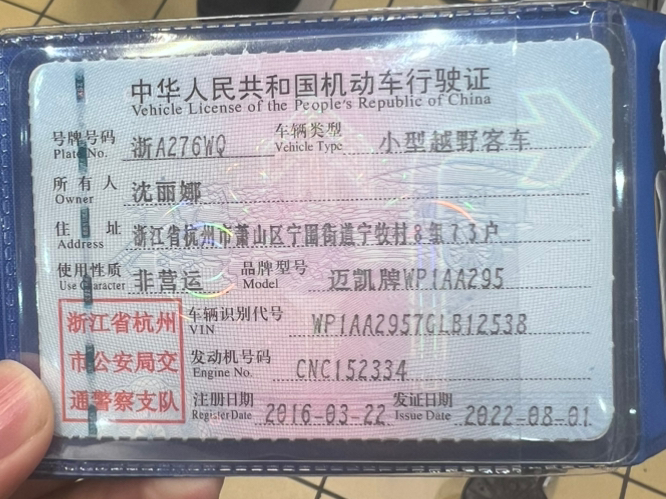 中华人民共和国机动车行驶证
Vehicle License of the People's Republic of China
号牌号码 浙A276WQ 车辆类型 小型越野客车
Plate No. Vehicle Type
所有人 沈丽娜
Owner
住址 浙江省杭州市萧山区宁围街道宁牧村8组73户
Address
使用性质 非营运 品牌型号 迈凯牌WP1AA295
Use Character Model
浙江省杭州
市公安局交
通警察支队
车辆识别代号 WP1AA2957GLB12538
VIN
发动机号码 CNC152334
Engine No.
注册日期 2016-03-22 发证日期 2022-08-01
Register Date Issue Date